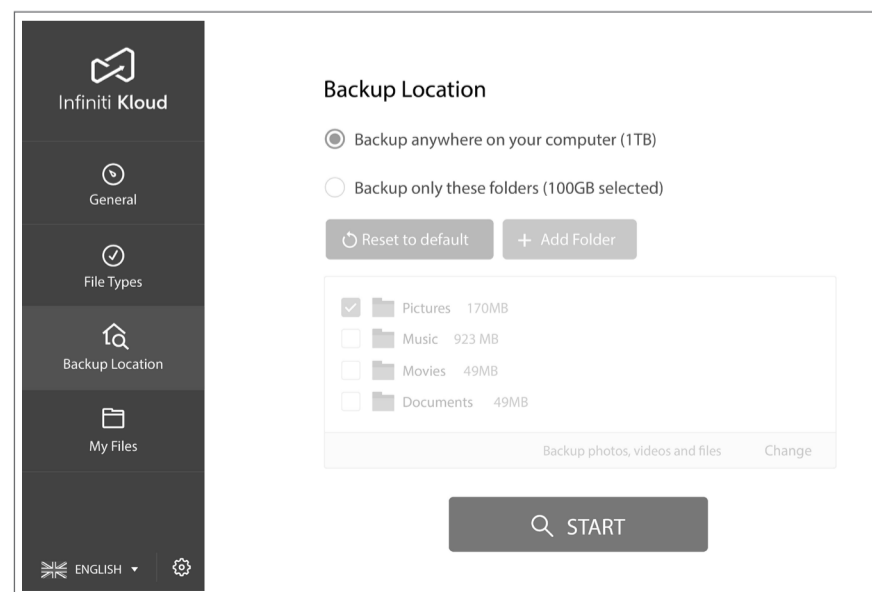 Infiniti Kloud
General
File Types
Backup Location
My Files
ENGLISH
Backup Location
Backup anywhere on your computer (1TB)
Backup only these folders (100GB selected)
Reset to default
+ Add Folder
Pictures 170MB
Music 923 MB
Movies 49MB
Documents 49MB
Backup photos, videos and files Change
START